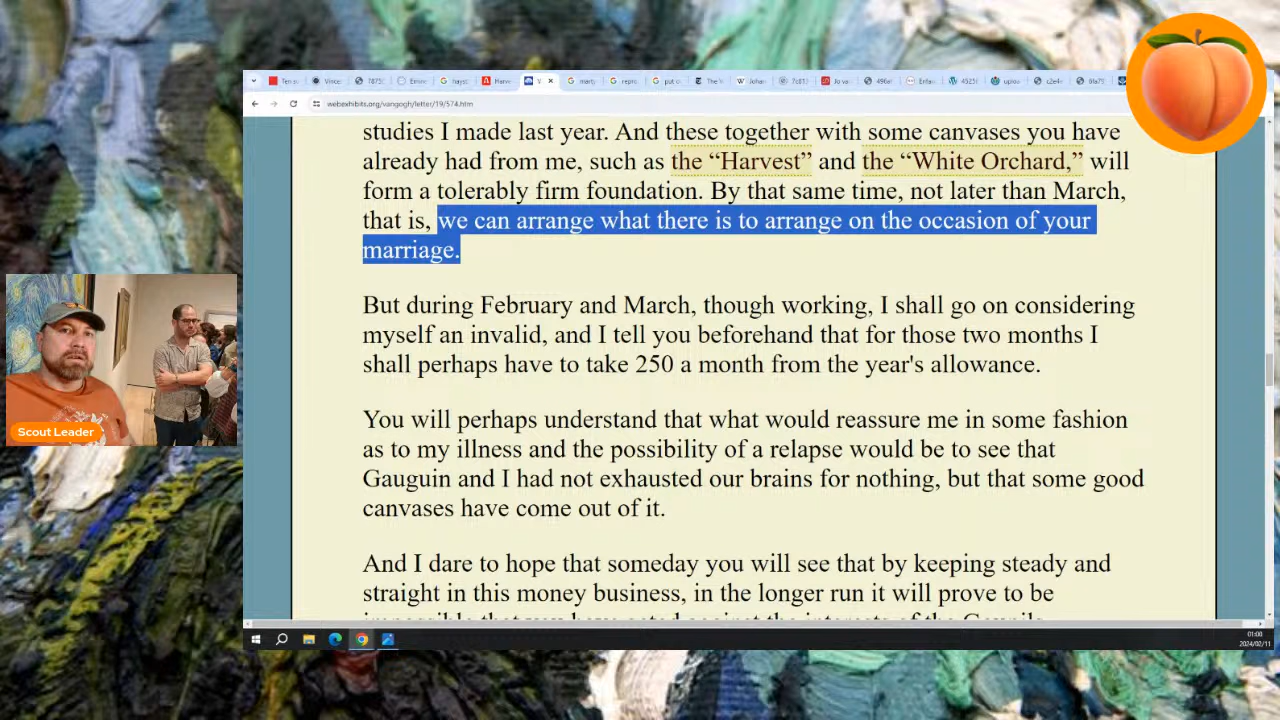 webexhibits.org/vangogh/letter/19/574.htm
studies I made last year. And these together with some canvases you have
already had from me, such as the “Harvest” and the “White Orchard,” will
form a tolerably firm foundation. By that same time, not later than March,
that is, we can arrange what there is to arrange on the occasion of your
marriage.
But during February and March, though working, I shall go on considering
myself an invalid, and I tell you beforehand that for those two months I
shall perhaps have to take 250 a month from the year's allowance.
You will perhaps understand that what would reassure me in some fashion
as to my illness and the possibility of a relapse would be to see that
Gauguin and I had not exhausted our brains for nothing, but that some good
canvases have come out of it.
And I dare to hope that someday you will see that by keeping steady and
straight in this money business, in the longer run it will prove to be
Scout Leader
01:00
2024/02/11